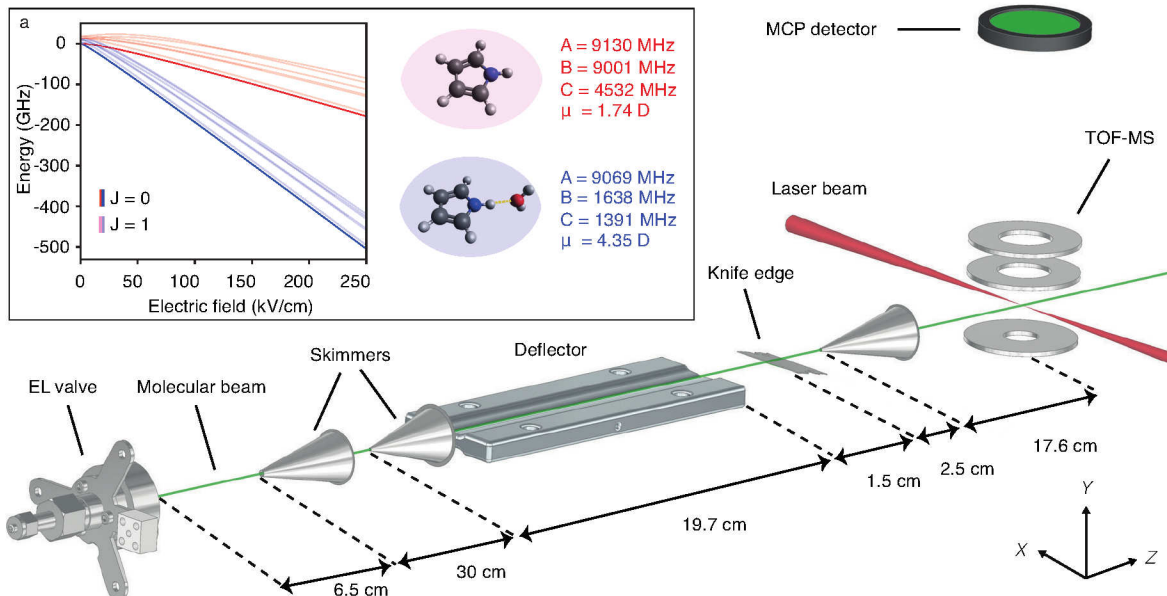 a
0
-100
-200
-300
-400
-500
Energy (GHz)
J = 0
J = 1
0
50
100
150
200
250
Electric field (kV/cm)
A = 9130 MHz
B = 9001 MHz
C = 4532 MHz
μ = 1.74 D
A = 9069 MHz
B = 1638 MHz
C = 1391 MHz
μ = 4.35 D
MCP detector
TOF-MS
Laser beam
Knife edge
Deflector
Skimmers
Molecular beam
EL valve
6.5 cm
30 cm
19.7 cm
1.5 cm
2.5 cm
17.6 cm
Y
X
Z